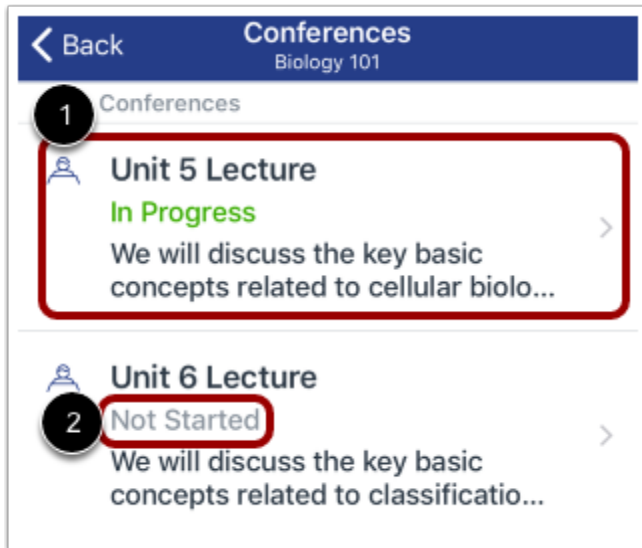 Back
Conferences
Biology 101
1
Conferences
Unit 5 Lecture
In Progress
We will discuss the key basic
concepts related to cellular biolo...
Unit 6 Lecture
2
Not Started
We will discuss the key basic
concepts related to classificatio...